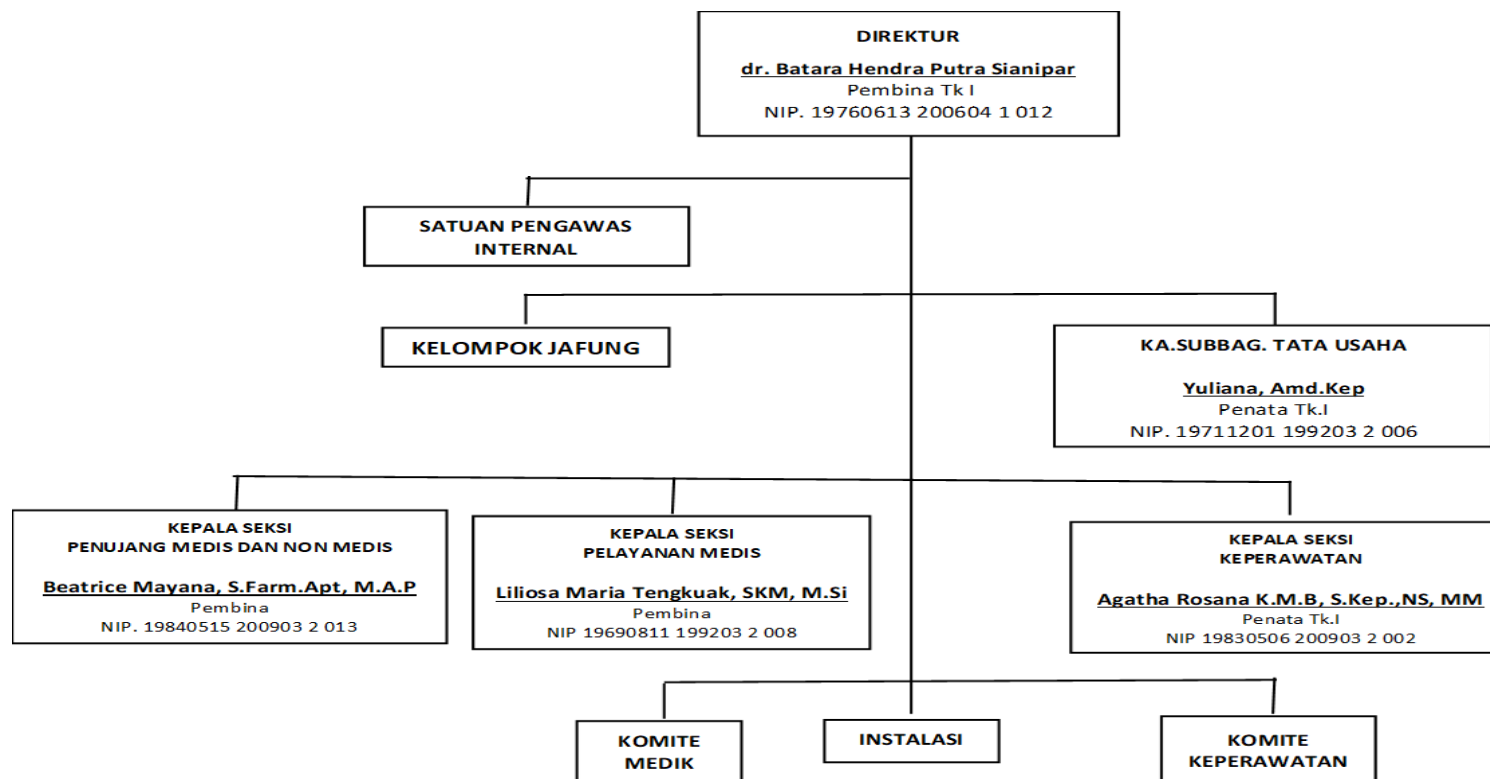 DIREKTUR
dr. Batara Hendra Putra Sianipar
Pembina Tk I
NIP. 19760613 200604 1 012
SATUAN PENGAWAS
INTERNAL
KELOMPOK JAFUNG
KA.SUBBAG. TATA USAHA
Yuliana, Amd.Kep
Penata Tk.I
NIP. 19711201 199203 2 006
KEPALA SEKSI
PENUJANG MEDIS DAN NON MEDIS
Beatrice Mayana, S.Farm.Apt, M.A.P
Pembina
NIP. 19840515 200903 2 013
KEPALA SEKSI
PELAYANAN MEDIS
Liliosa Maria Tengkuak, SKM, M.Si
Pembina
NIP 19690811 199203 2 008
KEPALA SEKSI
KEPERAWATAN
Agatha Rosana K.M.B, S.Kep.,NS, MM
Penata Tk.I
NIP 19830506 200903 2 002
KOMITE
MEDIK
INSTALASI
KOMITE
KEPERAWATAN